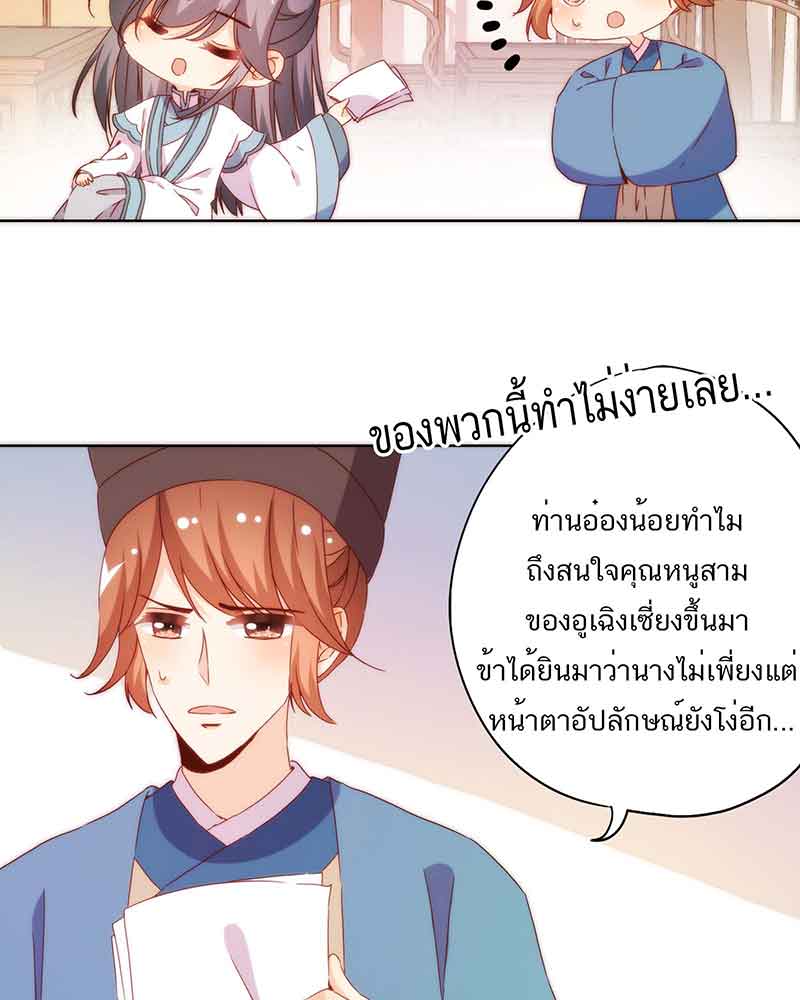 ของพวกนี้ทำไม่ง่ายเลย...
ท่านอ๋องน้อยทำไม
ถึงสนใจคุณหนูสาม
ของอูเฉิงเซี่ยงขึ้นมา
ข้าได้ยินมาว่านางไม่เพี่ยงแต่
หน้าตาอัปลักษณ์ยังโง่อีก...